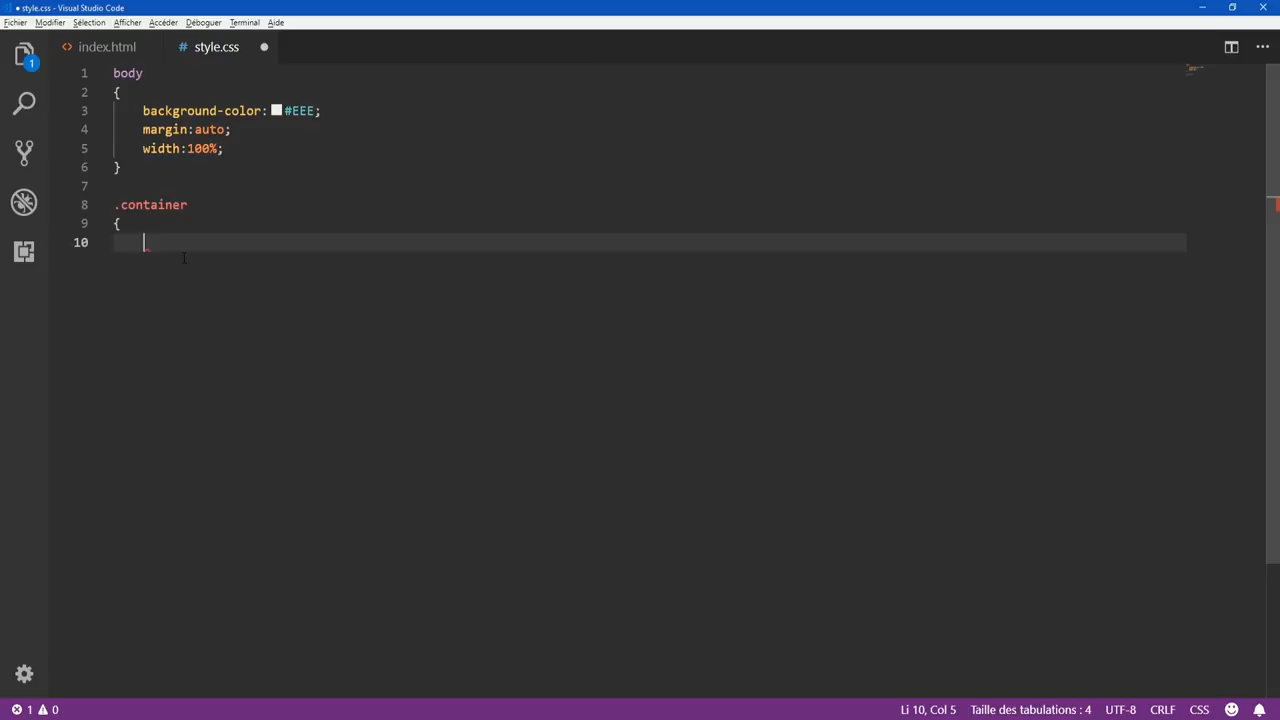 ● style.css - Visual Studio Code
Fichier Modifier Sélection Afficher Accéder Déboguer Terminal Aide
<> index.html # style.css ●
1 body
2 {
3 background-color: #EEE;
4 margin:auto;
5 width:100%;
6 }
7
8 .container
9 {
10
1
1 0 Li 10, Col 5 Taille des tabulations : 4 UTF-8 CRLF CSS